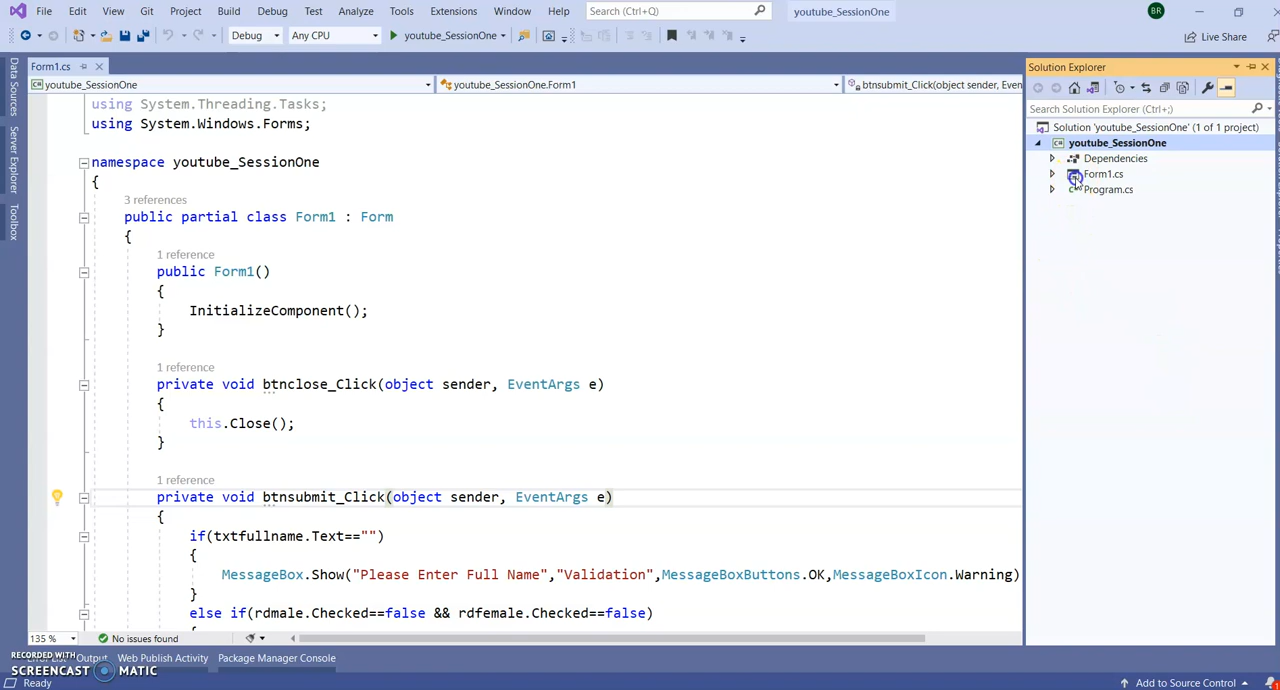 File Edit View Git Project Build Debug Test Analyze Tools Extensions Window Help Search (Ctrl+Q) youtube_SessionOne BR
Debug Any CPU youtube_SessionOne Live Share
Form1.cs
youtube_SessionOne youtube_SessionOne.Form1 btnsubmit_Click(object sender, Even
Data Sources
Server Explorer
Toolbox
using System.Threading.Tasks;
using System.Windows.Forms;
namespace youtube_SessionOne
{
3 references
public partial class Form1 : Form
{
1 reference
public Form1()
{
InitializeComponent();
}
1 reference
private void btnclose_Click(object sender, EventArgs e)
{
this.Close();
}
1 reference
private void btnsubmit_Click(object sender, EventArgs e)
{
if(txtfullname.Text=="")
{
MessageBox.Show("Please Enter Full Name","Validation",MessageBoxButtons.OK,MessageBoxIcon.Warning)
}
else if(rdmale.Checked==false && rdfemale.Checked==false)
Solution Explorer
Search Solution Explorer (Ctrl+;)
Solution 'youtube_SessionOne' (1 of 1 project)
youtube_SessionOne
Dependencies
Form1.cs
Program.cs
135 % No issues found
Output Web Publish Activity Package Manager Console
RECORDED WITH
SCREENCAST MATIC
Ready Add to Source Control